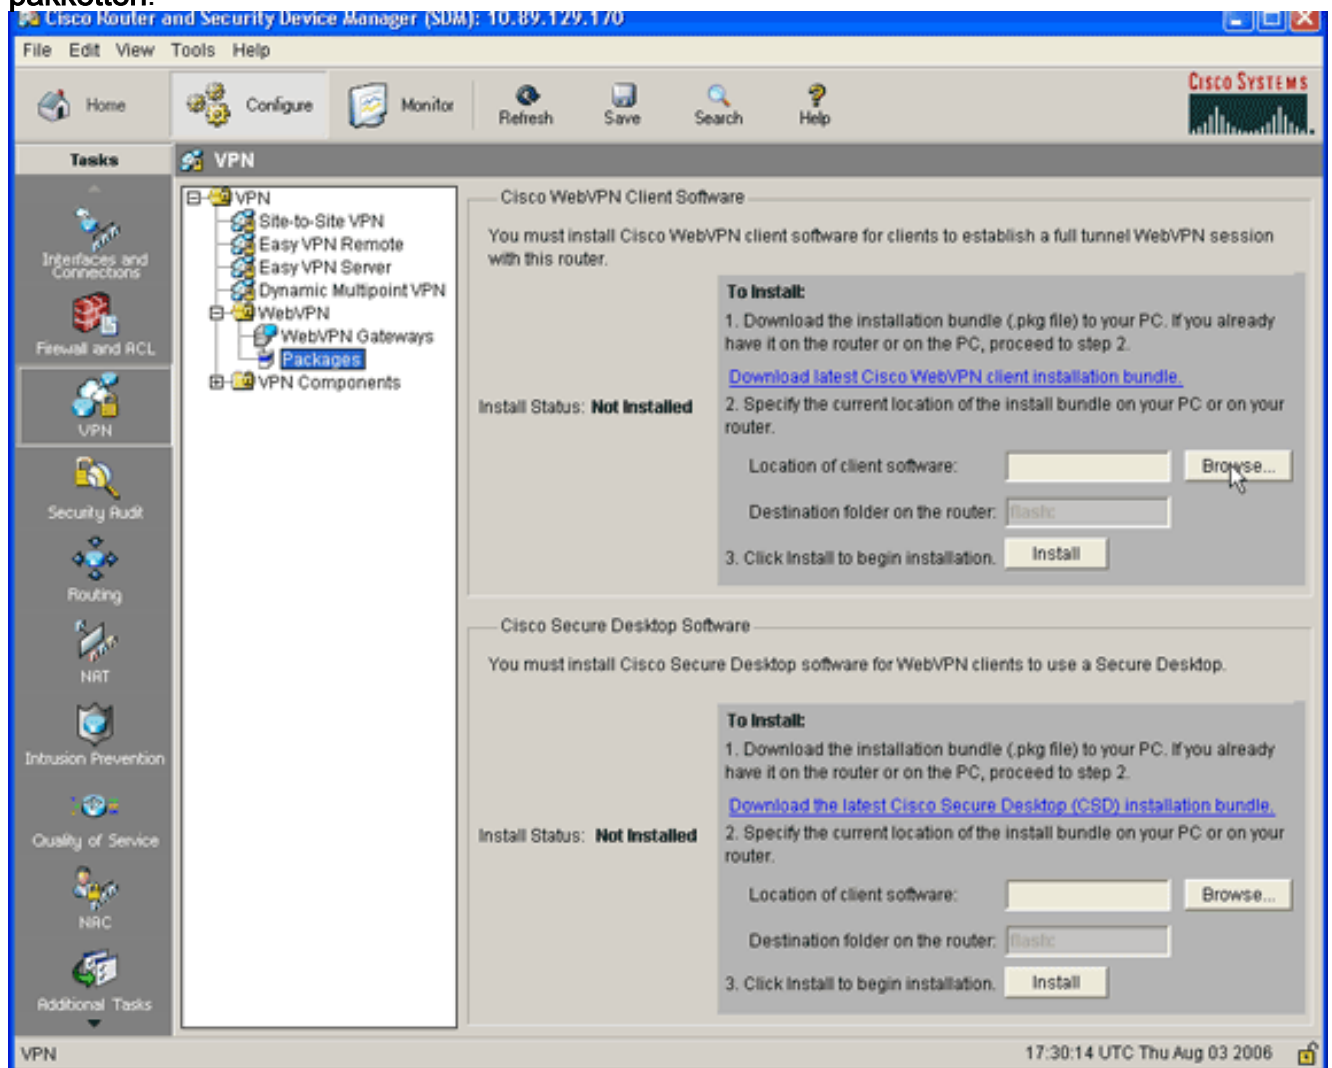 pakketten.
Cisco Router and Security Device Manager (SDM): 10.89.129.170
File Edit View Tools Help
Home
Configure
Monitor
Refresh
Save
Search
Help
CISCO SYSTEMS
Tasks
VPN
Interfaces and
Connections
Firewall and ACL
VPN
Security Audit
Routing
NAT
Intrusion Prevention
Quality of Service
NAC
Additional Tasks
VPN
Site-to-Site VPN
Easy VPN Remote
Easy VPN Server
Dynamic Multipoint VPN
WebVPN
WebVPN Gateways
Packages
VPN Components
Cisco WebVPN Client Software
You must install Cisco WebVPN client software for clients to establish a full tunnel WebVPN session
with this router.
Install Status: Not Installed
To Install:
1. Download the installation bundle (.pkg file) to your PC. If you already
have it on the router or on the PC, proceed to step 2.
Download latest Cisco WebVPN client installation bundle.
2. Specify the current location of the install bundle on your PC or on your
router.
Location of client software:
Browse...
Destination folder on the router: flash:
3. Click Install to begin installation. Install
Cisco Secure Desktop Software
You must install Cisco Secure Desktop software for WebVPN clients to use a Secure Desktop.
Install Status: Not Installed
To Install:
1. Download the installation bundle (.pkg file) to your PC. If you already
have it on the router or on the PC, proceed to step 2.
Download the latest Cisco Secure Desktop (CSD) installation bundle.
2. Specify the current location of the install bundle on your PC or on your
router.
Location of client software:
Browse...
Destination folder on the router: flash:
3. Click Install to begin installation. Install
VPN
17:30:14 UTC Thu Aug 03 2006